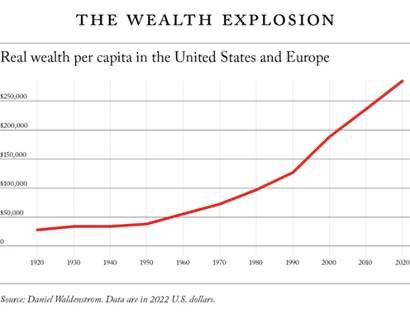 THE WEALTH EXPLOSION
Real wealth per capita in the United States and Europe
$250,000
$200,000
$150,000
$100,000
$50,000
0
1920 1930 1940 1950 1960 1970 1980 1990 2000 2010 2020
Source: Daniel Waldenstrom. Data are in 2022 U.S. dollars.